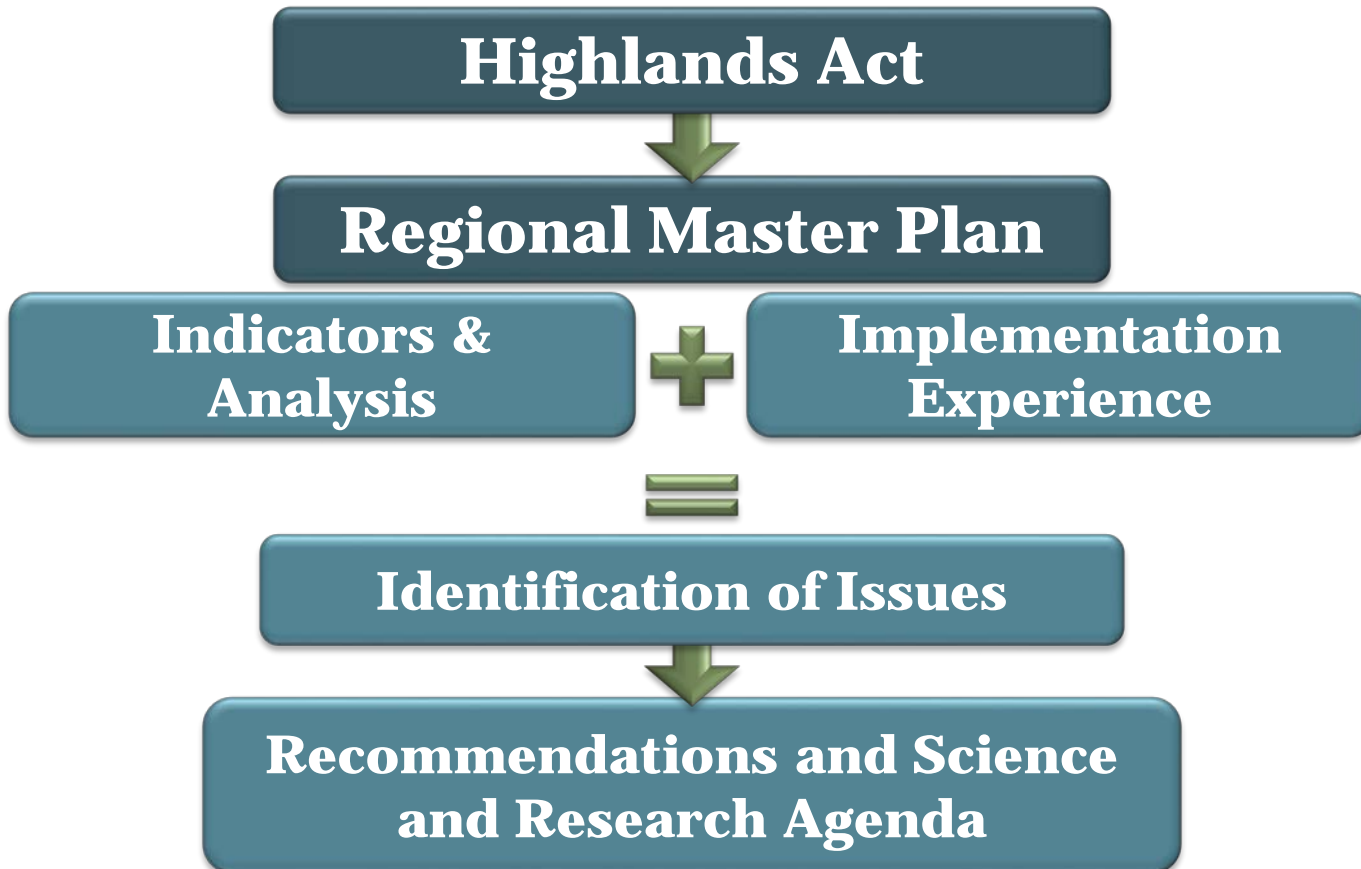 Highlands Act
Regional Master Plan
Indicators &
Analysis
Implementation
Experience
Identification of Issues
Recommendations and Science
and Research Agenda